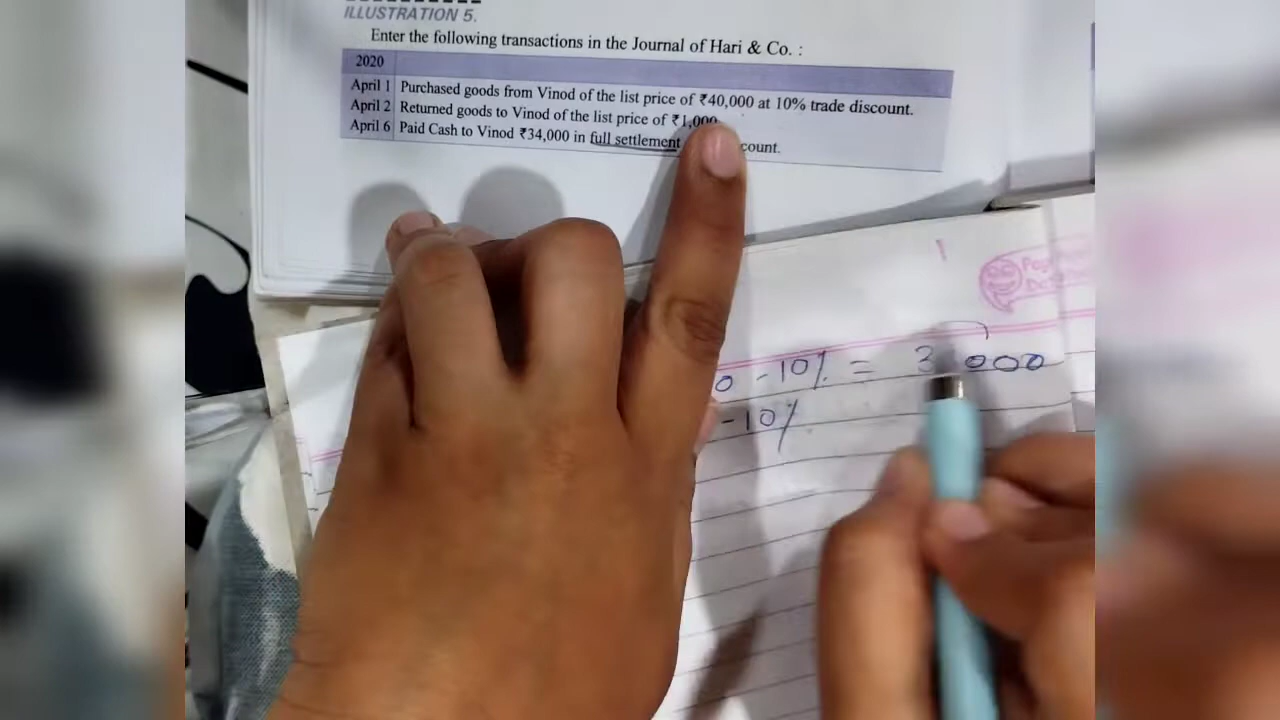 ILLUSTRATION 5.
Enter the following transactions in the Journal of Hari & Co. :
2020
April 1 Purchased goods from Vinod of the list price of ₹40,000 at 10% trade discount.
April 2 Returned goods to Vinod of the list price of ₹1,000
April 6 Paid Cash to Vinod ₹34,000 in full settlement count.
0 - 10% = 3 000
- 10%